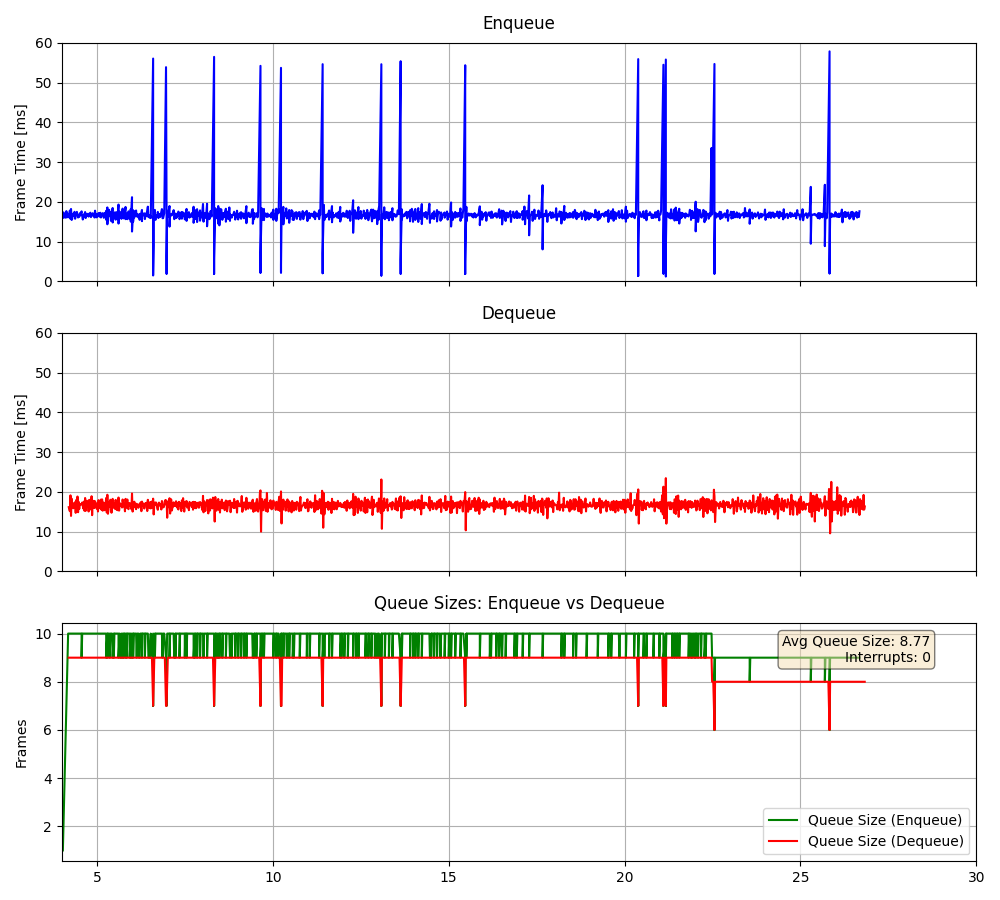 Enqueue
Frame Time [ms]
60
50
40
30
20
10
0
Dequeue
Frame Time [ms]
60
50
40
30
20
10
0
Queue Sizes: Enqueue vs Dequeue
Frames
10
8
6
4
2
Avg Queue Size: 8.77
Interrupts: 0
Queue Size (Enqueue)
Queue Size (Dequeue)
5 10 15 20 25 30